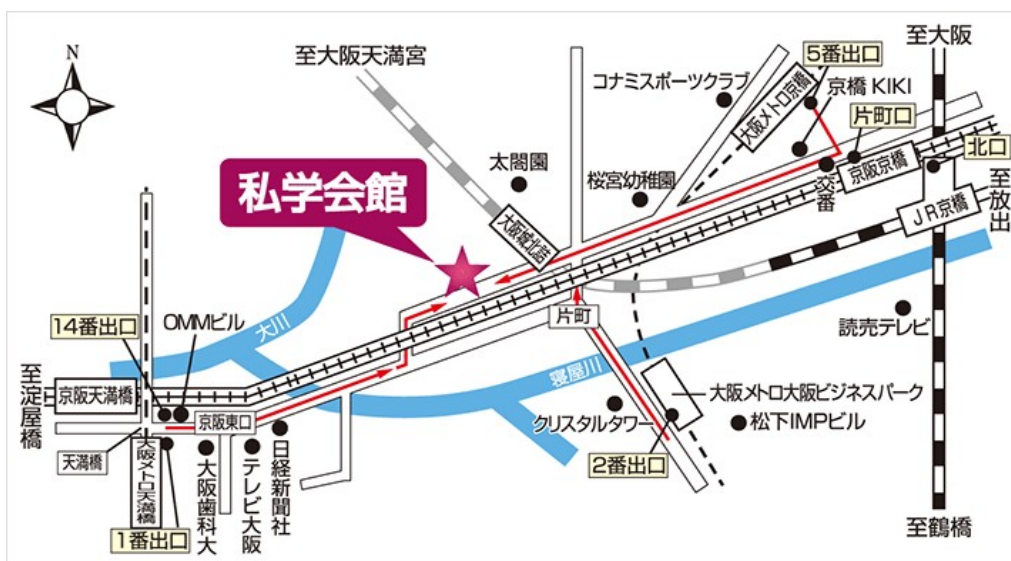 N
至大阪天満宮
コナミスポーツクラブ
大阪メトロ京橋
5番出口
京橋 KIKI
片町口
至大阪
北口
京阪京橋
交番
至放出
JR京橋
太閤園
桜宮幼稚園
私学会館
大阪城北詰
片町
大川
14番出口
OMMビル
至淀屋橋
京阪天満橋
京阪東口
天満橋
大阪メトロ天満橋
1番出口
大阪歯科大
テレビ大阪
日経新聞社
寝屋川
読売テレビ
大阪メトロ大阪ビジネスパーク
クリスタルタワー
松下IMPビル
2番出口
至鶴橋